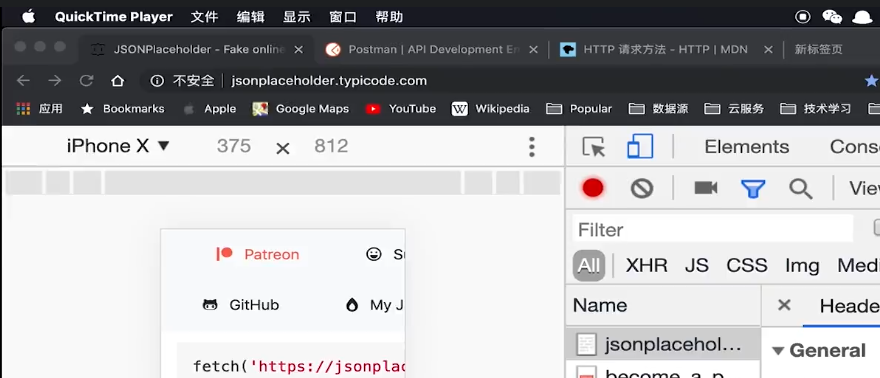 QuickTime Player 文件 编辑 显示 窗口 帮助
JSONPlaceholder - Fake online Postman | API Development En HTTP 请求方法 - HTTP | MDN 新标签页
不安全 | jsonplaceholder.typicode.com
应用 Bookmarks Apple Google Maps YouTube Wikipedia Popular 数据源 云服务 技术学习
iPhone X ▼ 375 × 812
Elements Cons
Vie
Filter
All XHR JS CSS Img Medi
Name × Heade
jsonplacehol…
▼ General
become_a_p
Patreon
GitHub My J
fetch('https://jsonplac